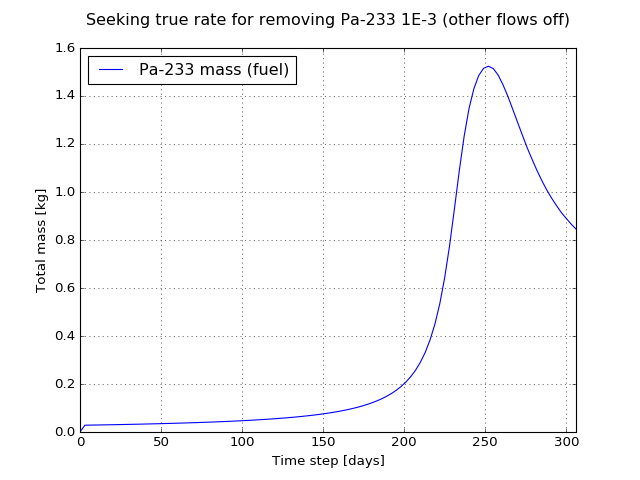 Seeking true rate for removing Pa-233 1E-3 (other flows off)
Pa-233 mass (fuel)
Total mass [kg]
1.6
1.4
1.2
1.0
0.8
0.6
0.4
0.2
0.0
0 50 100 150 200 250 300
Time step [days]